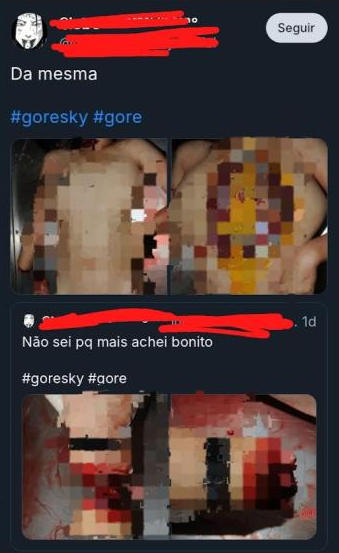 Seguir
Da mesma
#goresky #gore
. 1d
Não sei pq mais achei bonito
#goresky #gore